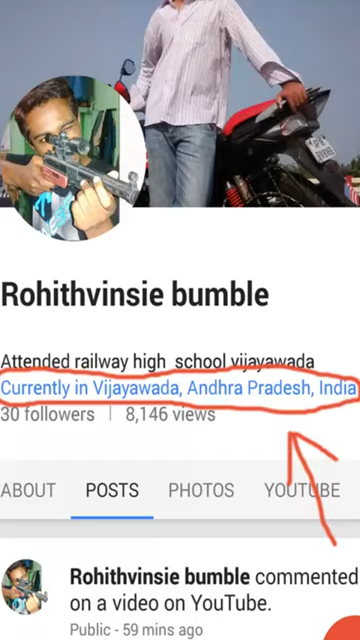 Rohithvinsie bumble
Attended railway high school vijayawada
Currently in Vijayawada, Andhra Pradesh, India
30 followers | 8,146 views
ABOUT POSTS PHOTOS YOUTUBE
Rohithvinsie bumble commented
on a video on YouTube.
Public - 59 mins ago